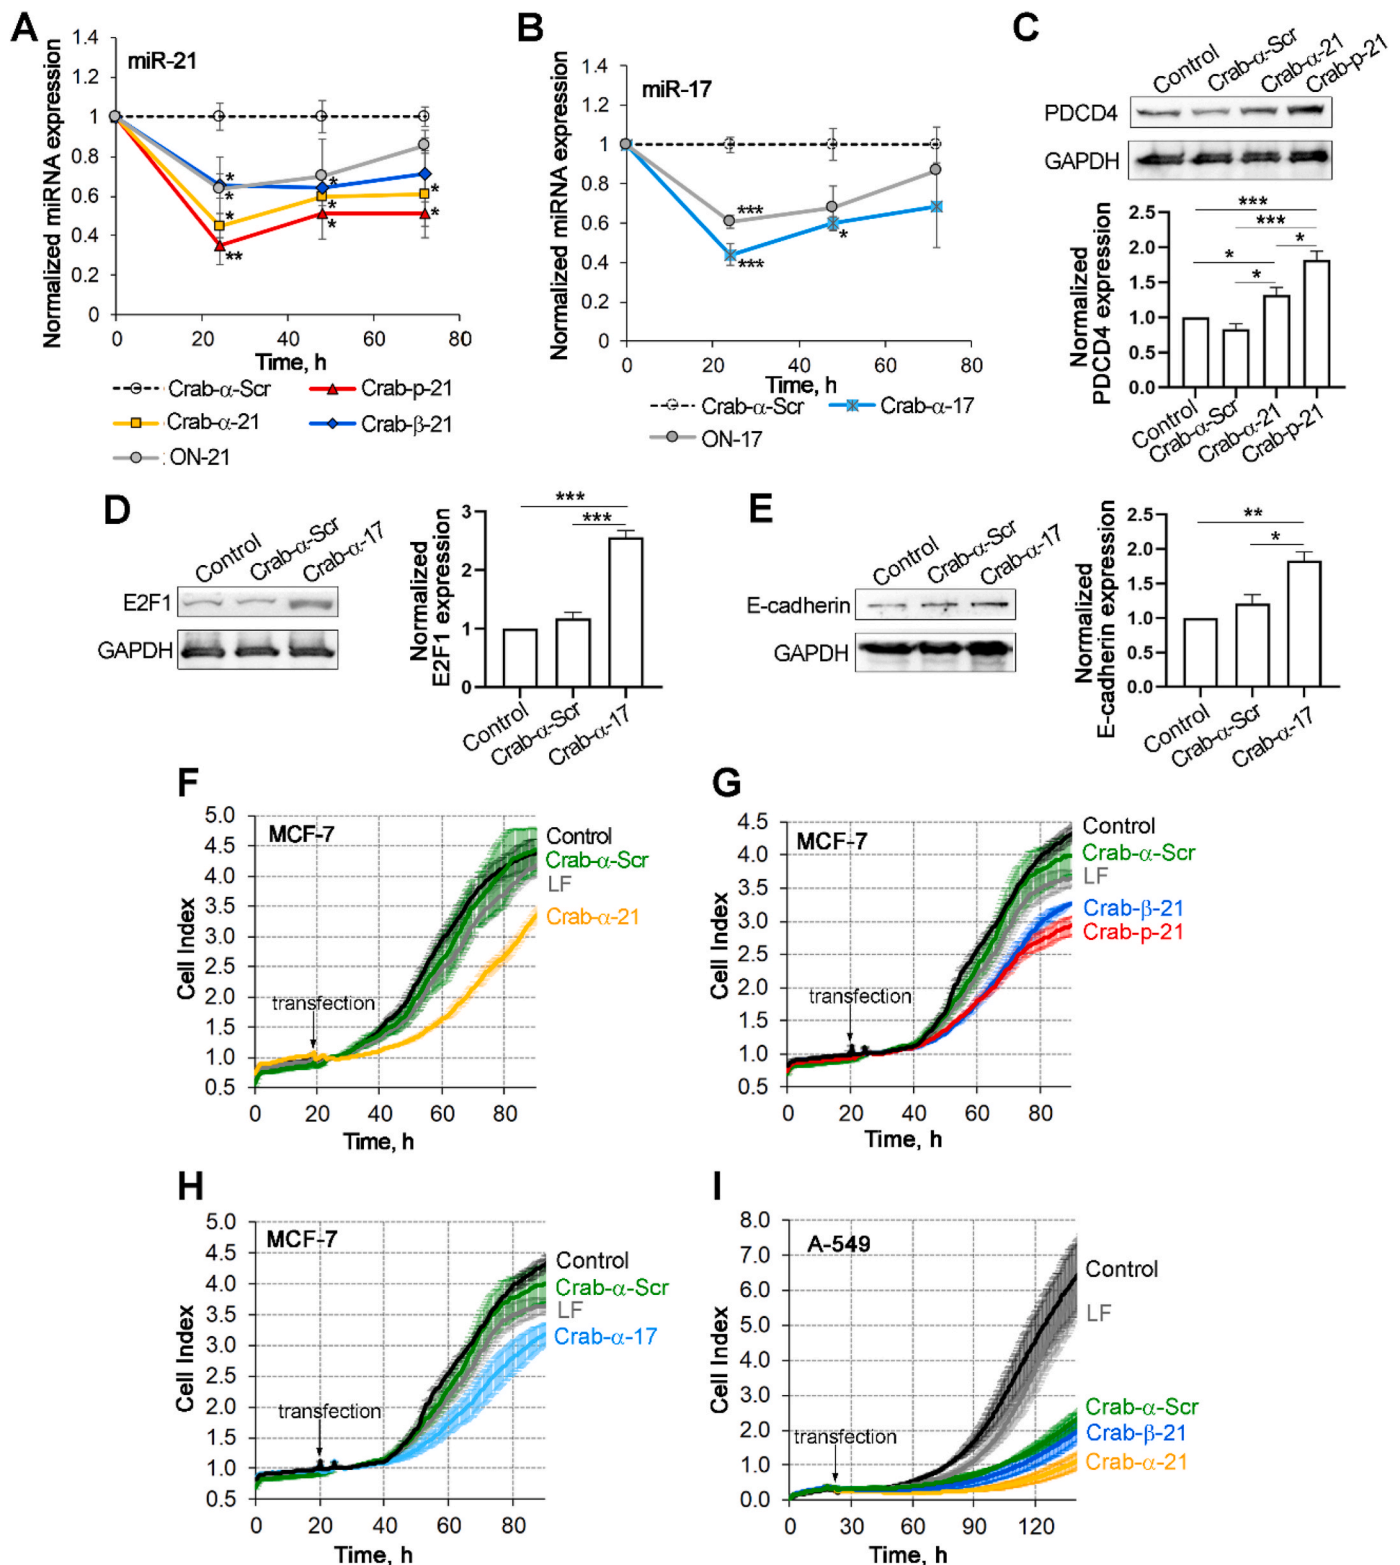 A
Normalized miRNA expression
1.4
1.2
1
0.8
0.6
0.4
0.2
0
miR-21
*
*
*
**
*
*
*
*
*
0 20 40 60 80
Time, h
Crab-α-Scr Crab-p-21
Crab-α-21 Crab-β-21
ON-21
B
Normalized miRNA expression
1.4
1.2
1
0.8
0.6
0.4
0.2
0
miR-17
***
***
*
0 20 40 60 80
Time, h
Crab-α-Scr Crab-α-17
ON-17
C
Control Crab-α-Scr Crab-α-21 Crab-p-21
PDCD4
GAPDH
Normalized
PDCD4 expression
2.5
2.0
1.5
1.0
0.5
0.0
***
***
*
*
*
Control Crab-α-Scr Crab-α-21 Crab-p-21
D
Control Crab-α-Scr Crab-α-17
E2F1
GAPDH
Normalized
E2F1 expression
3
2
1
0
***
***
Control Crab-α-Scr Crab-α-17
E
Control Crab-α-Scr Crab-α-17
E-cadherin
GAPDH
Normalized
E-cadherin expression
2.5
2.0
1.5
1.0
0.5
0.0
**
*
Control Crab-α-Scr Crab-α-17
F
MCF-7
Cell Index
5.0
4.5
4.0
3.5
3.0
2.5
2.0
1.5
1.0
0.5
transfection
Control
Crab-α-Scr
LF
Crab-α-21
0 20 40 60 80
Time, h
G
MCF-7
Cell Index
4.5
4.0
3.5
3.0
2.5
2.0
1.5
1.0
0.5
transfection
Control
Crab-α-Scr
LF
Crab-β-21
Crab-p-21
0 20 40 60 80
Time, h
H
MCF-7
Cell Index
5.0
4.5
4.0
3.5
3.0
2.5
2.0
1.5
1.0
0.5
transfection
Control
Crab-α-Scr
LF
Crab-α-17
0 20 40 60 80
Time, h
I
A-549
Cell Index
8.0
7.0
6.0
5.0
4.0
3.0
2.0
1.0
0.0
transfection
Control
LF
Crab-α-Scr
Crab-β-21
Crab-α-21
0 30 60 90 120
Time, h